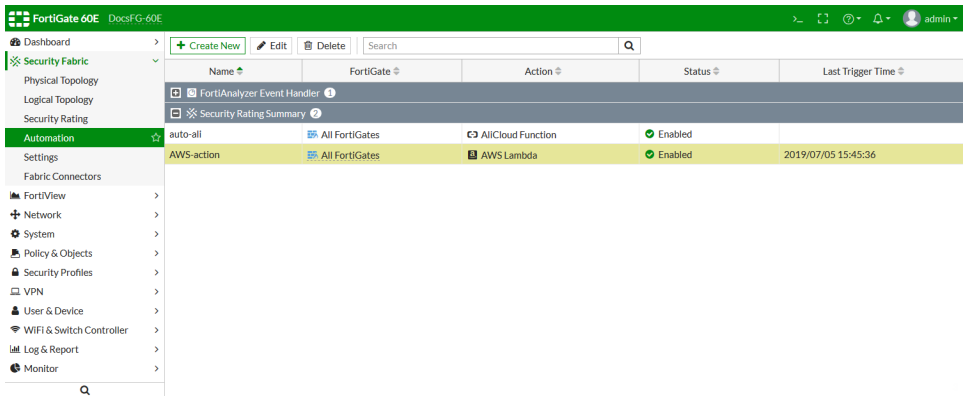 FortiGate 60E DocsFG-60E
admin
Dashboard
Security Fabric
Physical Topology
Logical Topology
Security Rating
Automation
Settings
Fabric Connectors
FortiView
Network
System
Policy & Objects
Security Profiles
VPN
User & Device
WiFi & Switch Controller
Log & Report
Monitor
+ Create New Edit Delete Search
Name FortiGate Action Status Last Trigger Time
FortiAnalyzer Event Handler 1
Security Rating Summary 2
auto-ali All FortiGates AliCloud Function Enabled
AWS-action All FortiGates AWS Lambda Enabled 2019/07/05 15:45:36